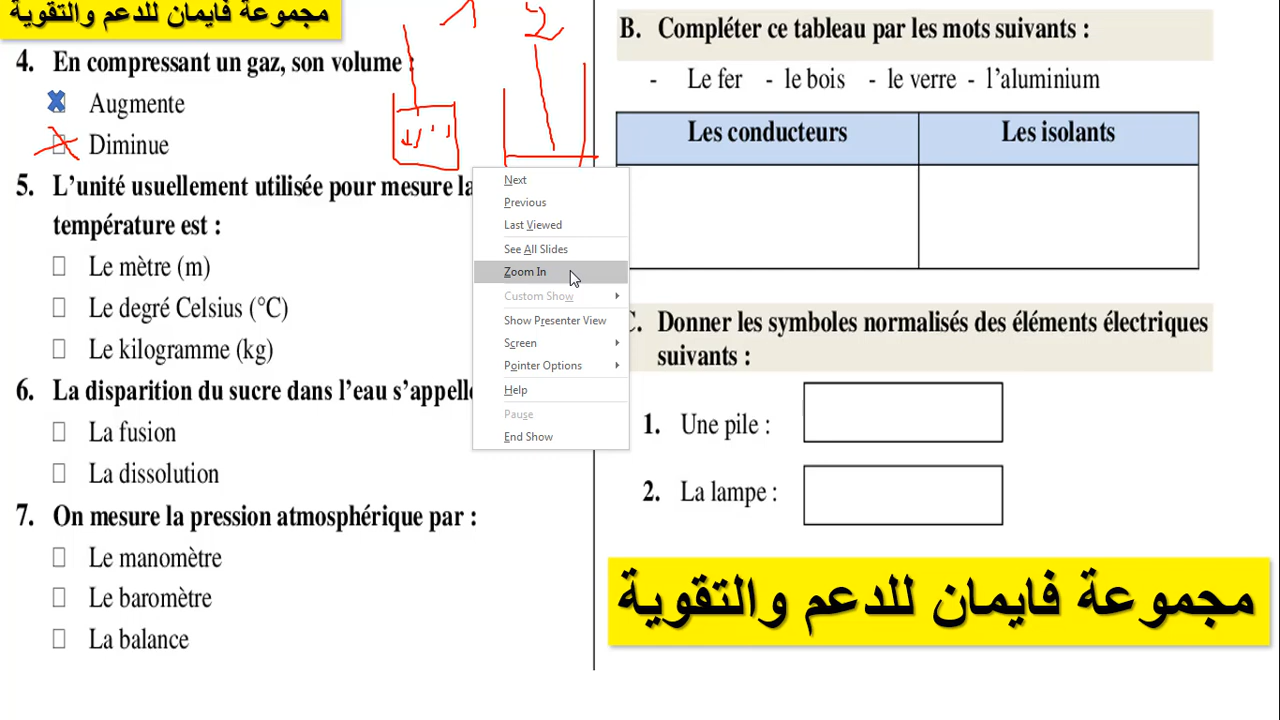 مجموعة فايمان للدعم والتقوية
1 2
4. En compressant un gaz, son volume :
Augmente
Diminue
5. L’unité usuellement utilisée pour mesure la
température est :
Le mètre (m)
Le degré Celsius (°C)
Le kilogramme (kg)
6. La disparition du sucre dans l’eau s’appelle
La fusion
La dissolution
7. On mesure la pression atmosphérique par :
Le manomètre
Le baromètre
La balance
Next
Previous
Last Viewed
See All Slides
Zoom In
Custom Show
Show Presenter View
Screen
Pointer Options
Help
Pause
End Show
B. Compléter ce tableau par les mots suivants :
- Le fer - le bois - le verre - l’aluminium
Les conducteurs Les isolants
C. Donner les symboles normalisés des éléments électriques
suivants :
1. Une pile :
2. La lampe :
مجموعة فايمان للدعم والتقوية